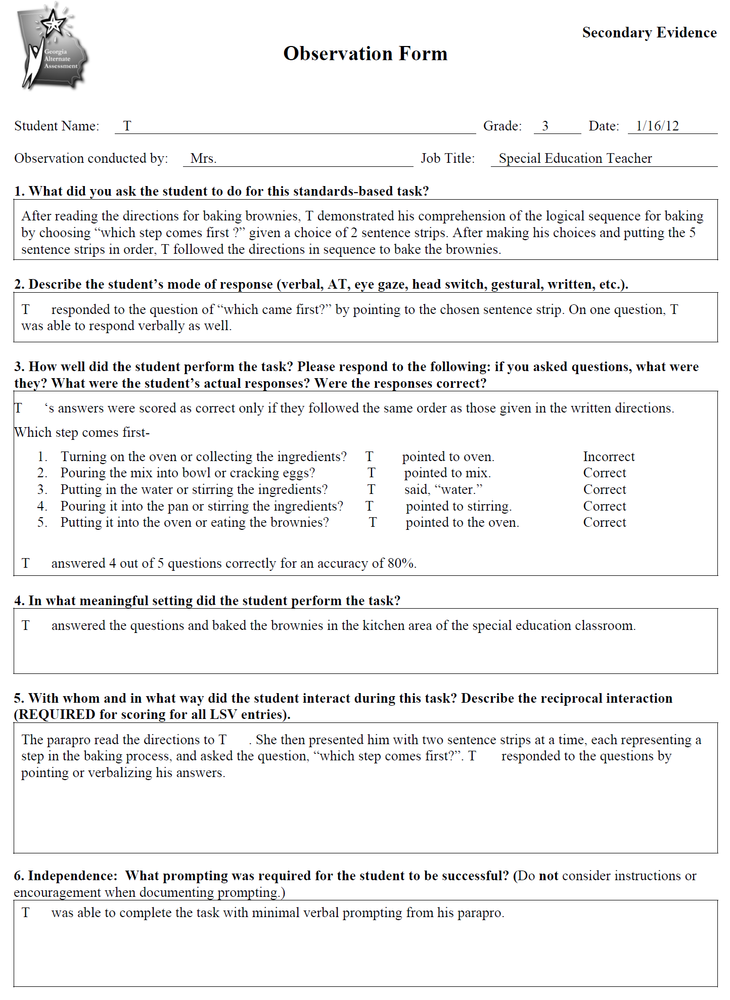 Georgia
Alternate
Assessment
Secondary Evidence
Observation Form
Student Name: T Grade: 3 Date: 1/16/12
Observation conducted by: Mrs. Job Title: Special Education Teacher
1. What did you ask the student to do for this standards-based task?
After reading the directions for baking brownies, T demonstrated his comprehension of the logical sequence for baking
by choosing “which step comes first ?” given a choice of 2 sentence strips. After making his choices and putting the 5
sentence strips in order, T followed the directions in sequence to bake the brownies.
2. Describe the student’s mode of response (verbal, AT, eye gaze, head switch, gestural, written, etc.).
T responded to the question of “which came first?” by pointing to the chosen sentence strip. On one question, T
was able to respond verbally as well.
3. How well did the student perform the task? Please respond to the following: if you asked questions, what were
they? What were the student’s actual responses? Were the responses correct?
T ‘s answers were scored as correct only if they followed the same order as those given in the written directions.
Which step comes first-
1. Turning on the oven or collecting the ingredients? T pointed to oven. Incorrect
2. Pouring the mix into bowl or cracking eggs? T pointed to mix. Correct
3. Putting in the water or stirring the ingredients? T said, “water.” Correct
4. Pouring it into the pan or stirring the ingredients? T pointed to stirring. Correct
5. Putting it into the oven or eating the brownies? T pointed to the oven. Correct
T answered 4 out of 5 questions correctly for an accuracy of 80%.
4. In what meaningful setting did the student perform the task?
T answered the questions and baked the brownies in the kitchen area of the special education classroom.
5. With whom and in what way did the student interact during this task? Describe the reciprocal interaction
(REQUIRED for scoring for all LSV entries).
The parapro read the directions to T . She then presented him with two sentence strips at a time, each representing a
step in the baking process, and asked the question, “which step comes first?”. T responded to the questions by
pointing or verbalizing his answers.
6. Independence: What prompting was required for the student to be successful? (Do not consider instructions or
encouragement when documenting prompting.)
T was able to complete the task with minimal verbal prompting from his parapro.